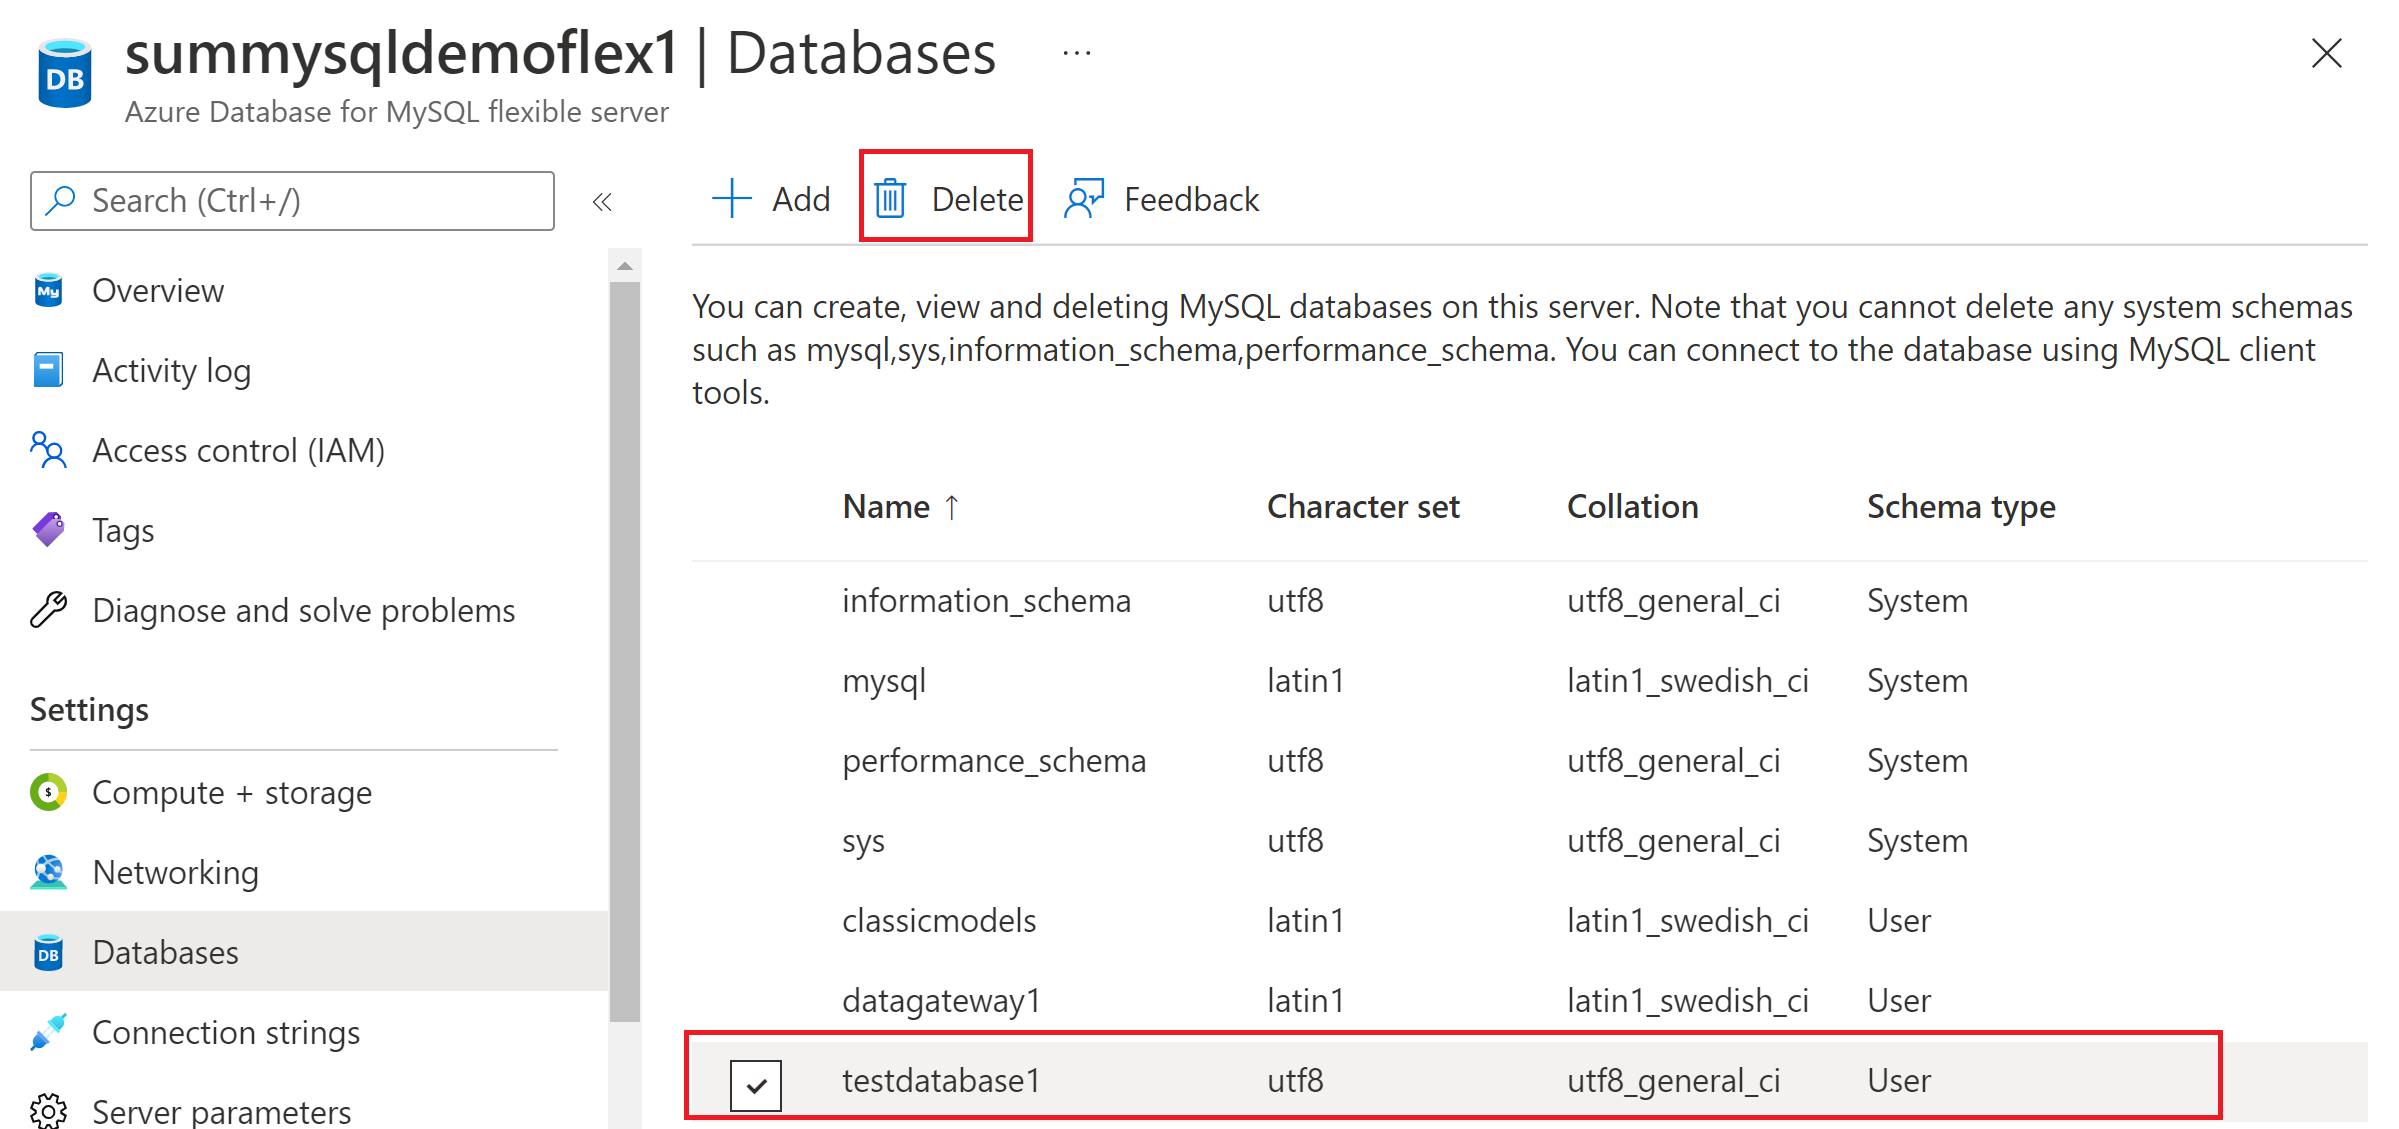 summysqldemoflex1 | Databases ...
Azure Database for MySQL flexible server
Search (Ctrl+/)
«
Add
Delete
Feedback
Overview
Activity log
Access control (IAM)
Tags
Diagnose and solve problems
Settings
Compute + storage
Networking
Databases
Connection strings
Server parameters
You can create, view and deleting MySQL databases on this server. Note that you cannot delete any system schemas
such as mysql,sys,information_schema,performance_schema. You can connect to the database using MySQL client
tools.
Name ↑ Character set Collation Schema type
information_schema utf8 utf8_general_ci System
mysql latin1 latin1_swedish_ci System
performance_schema utf8 utf8_general_ci System
sys utf8 utf8_general_ci System
classicmodels latin1 latin1_swedish_ci User
datagateway1 latin1 latin1_swedish_ci User
testdatabase1 utf8 utf8_general_ci User
DB
My
DB